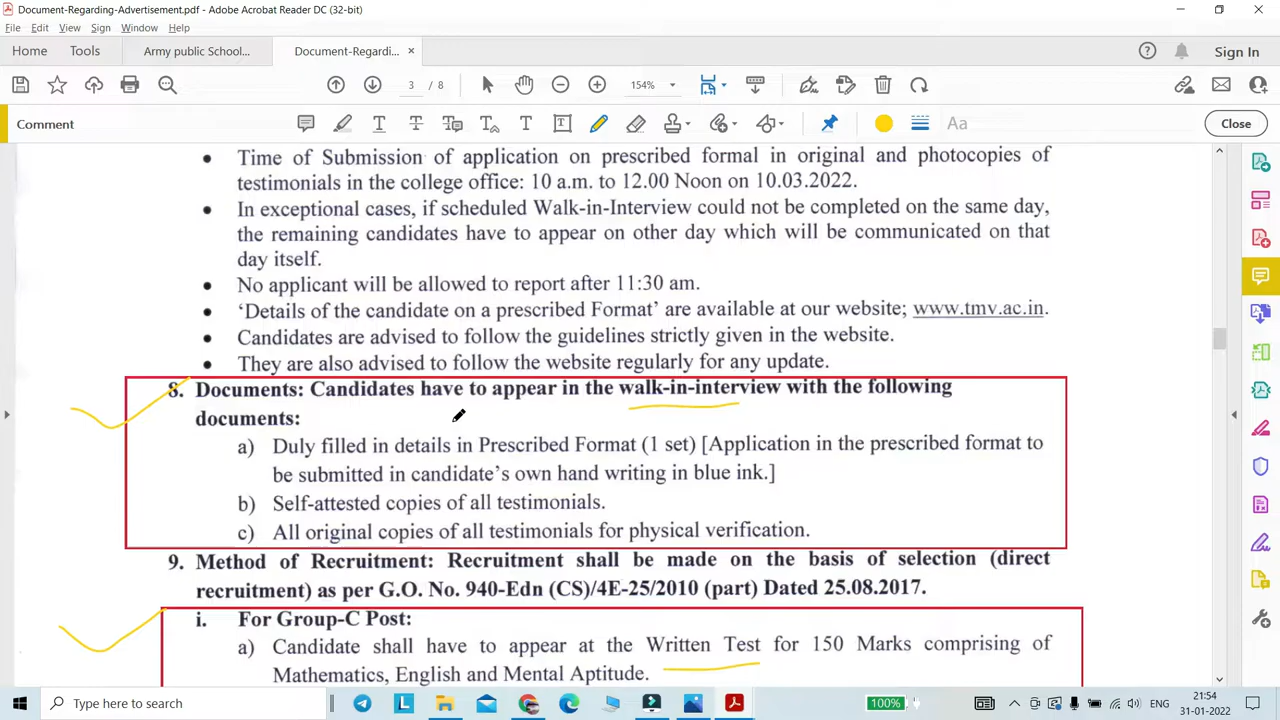 Document-Regarding-Advertisement.pdf - Adobe Acrobat Reader DC (32-bit)
File Edit View Sign Window Help
Home Tools Army public School... Document-Regardi... × Sign In
3 / 8 154%
Comment Aa Close
• Time of Submission of application on prescribed formal in original and photocopies of
testimonials in the college office: 10 a.m. to 12.00 Noon on 10.03.2022.
• In exceptional cases, if scheduled Walk-in-Interview could not be completed on the same day,
the remaining candidates have to appear on other day which will be communicated on that
day itself.
• No applicant will be allowed to report after 11:30 am.
• ‘Details of the candidate on a prescribed Format’ are available at our website; www.tmv.ac.in.
• Candidates are advised to follow the guidelines strictly given in the website.
• They are also advised to follow the website regularly for any update.
8. Documents: Candidates have to appear in the walk-in-interview with the following
documents:
a) Duly filled in details in Prescribed Format (1 set) [Application in the prescribed format to
be submitted in candidate’s own hand writing in blue ink.]
b) Self-attested copies of all testimonials.
c) All original copies of all testimonials for physical verification.
9. Method of Recruitment: Recruitment shall be made on the basis of selection (direct
recruitment) as per G.O. No. 940-Edn (CS)/4E-25/2010 (part) Dated 25.08.2017.
i. For Group-C Post:
a) Candidate shall have to appear at the Written Test for 150 Marks comprising of
Mathematics, English and Mental Aptitude.
Type here to search L 100% ENG 21:54
31-01-2022